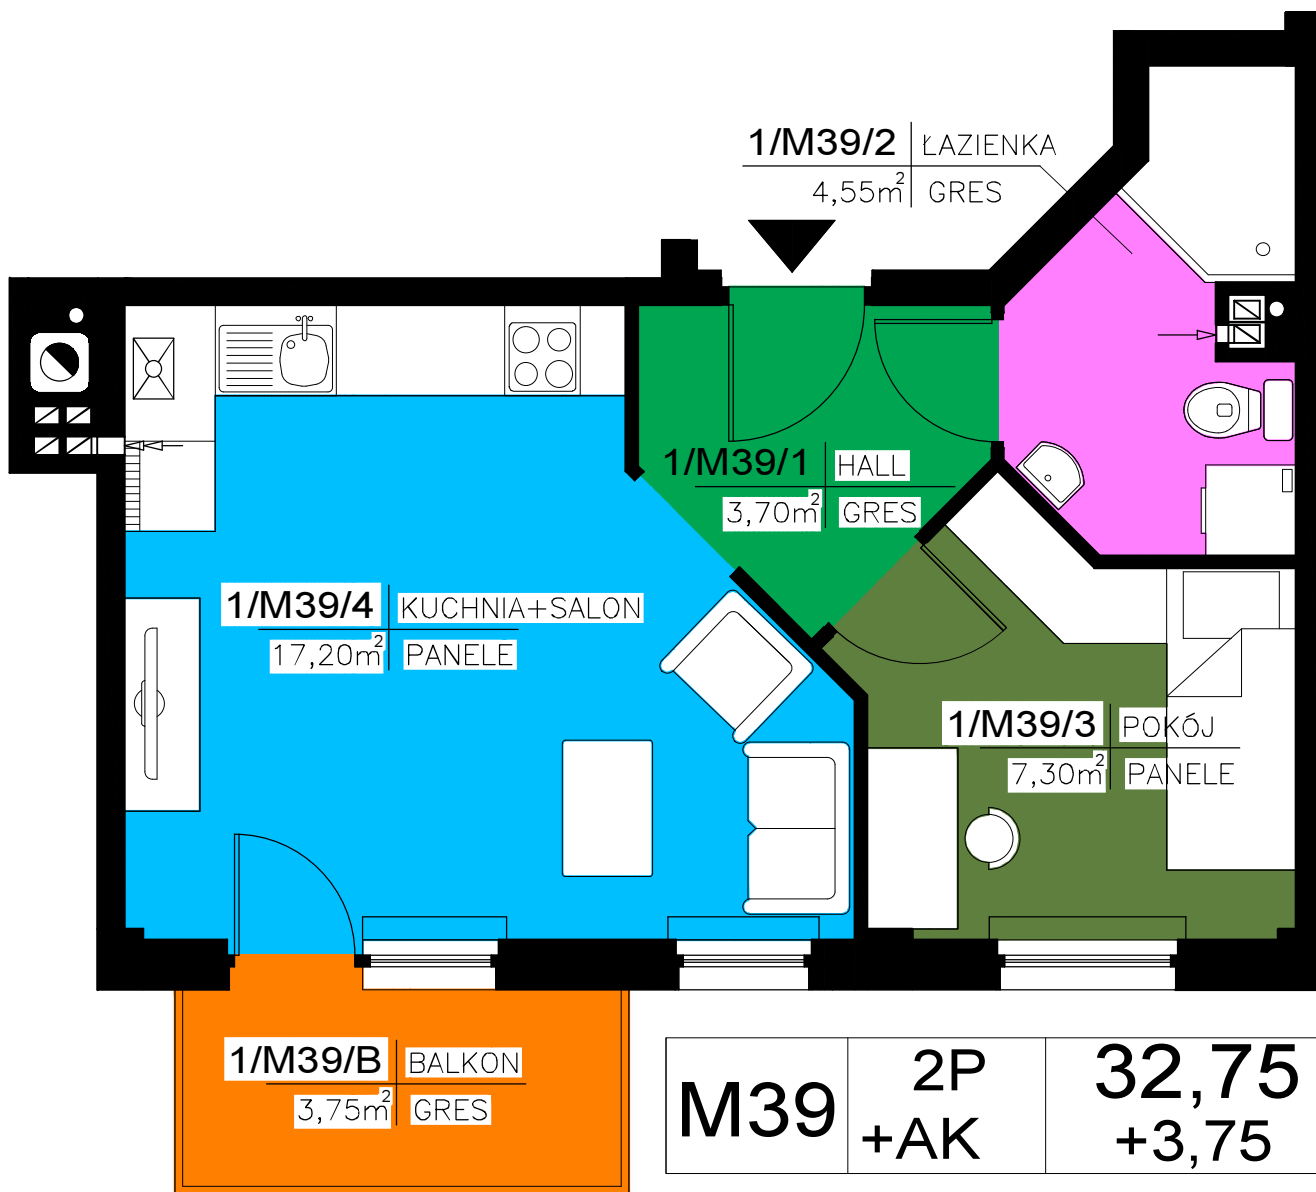 1/M39/2 ŁAZIENKA
4,55m² GRES
1/M39/1 HALL
3,70m² GRES
1/M39/4 KUCHNIA+SALON
17,20m² PANELE
1/M39/3 POKÓJ
7,30m² PANELE
1/M39/B BALKON
3,75m² GRES
M39 2P +AK 32,75 +3,75